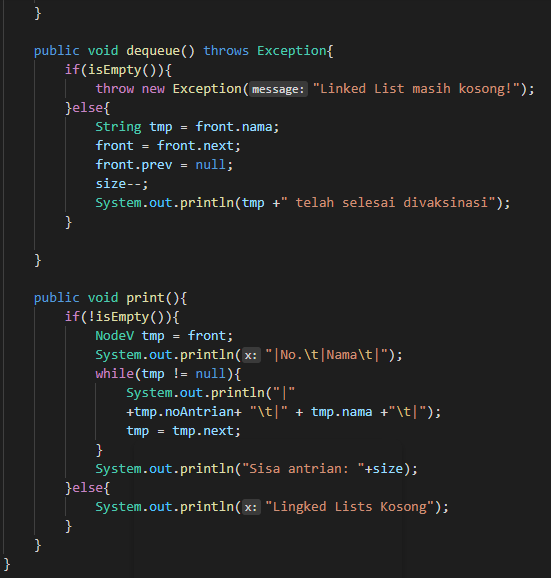 }
public void dequeue() throws Exception{
if(isEmpty()){
throw new Exception(message: "Linked List masih kosong!");
}else{
String tmp = front.nama;
front = front.next;
front.prev = null;
size--;
System.out.println(tmp +" telah selesai divaksinasi");
}
}
public void print(){
if(!isEmpty()){
NodeV tmp = front;
System.out.println(x: "|No.\t|Nama\t|");
while(tmp != null){
System.out.println("|"
+tmp.noAntrian+ "\t|" + tmp.nama +"\t|");
tmp = tmp.next;
}
System.out.println("Sisa antrian: "+size);
}else{
System.out.println(x: "Lingked Lists Kosong");
}
}
}